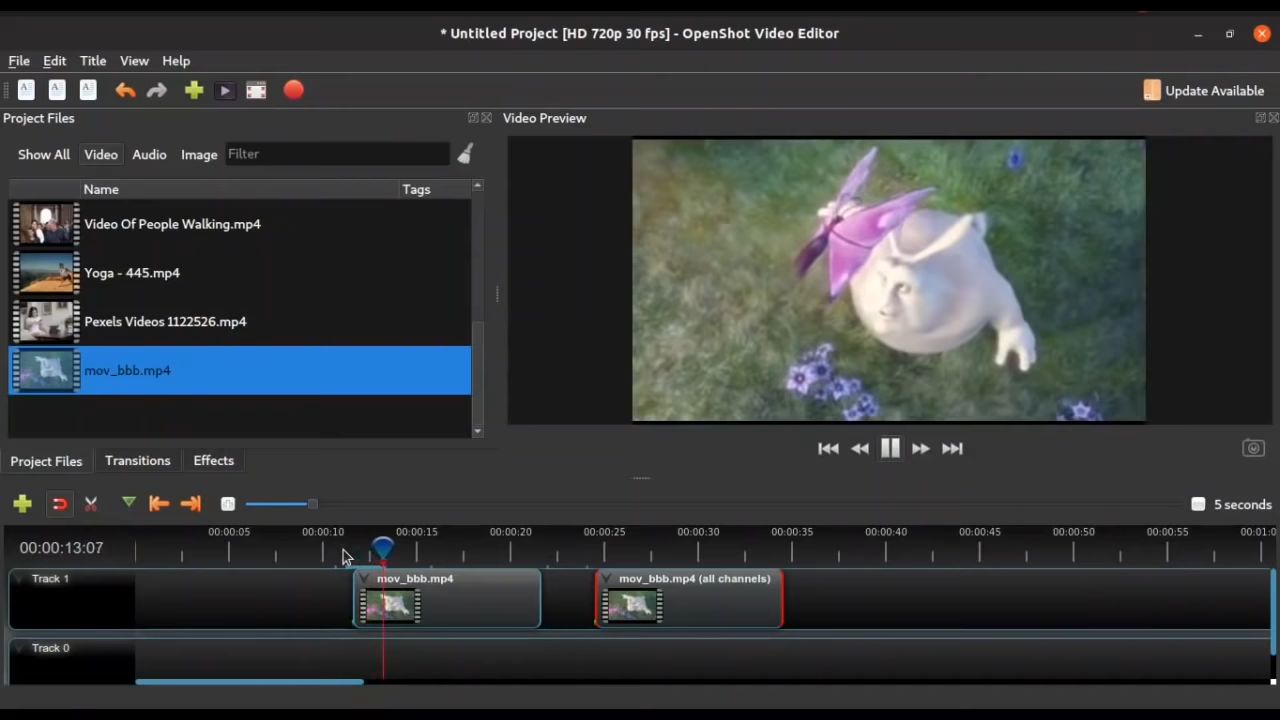 * Untitled Project [HD 720p 30 fps] - OpenShot Video Editor
File Edit Title View Help
Update Available
Project Files
Video Preview
Show All Video Audio Image Filter
Name Tags
Video Of People Walking.mp4
Yoga - 445.mp4
Pexels Videos 1122526.mp4
mov_bbb.mp4
Project Files Transitions Effects
5 seconds
00:00:13:07
00:00:05 00:00:10 00:00:15 00:00:20 00:00:25 00:00:30 00:00:35 00:00:40 00:00:45 00:00:50 00:00:55 00:01:0
Track 1
mov_bbb.mp4
mov_bbb.mp4 (all channels)
Track 0